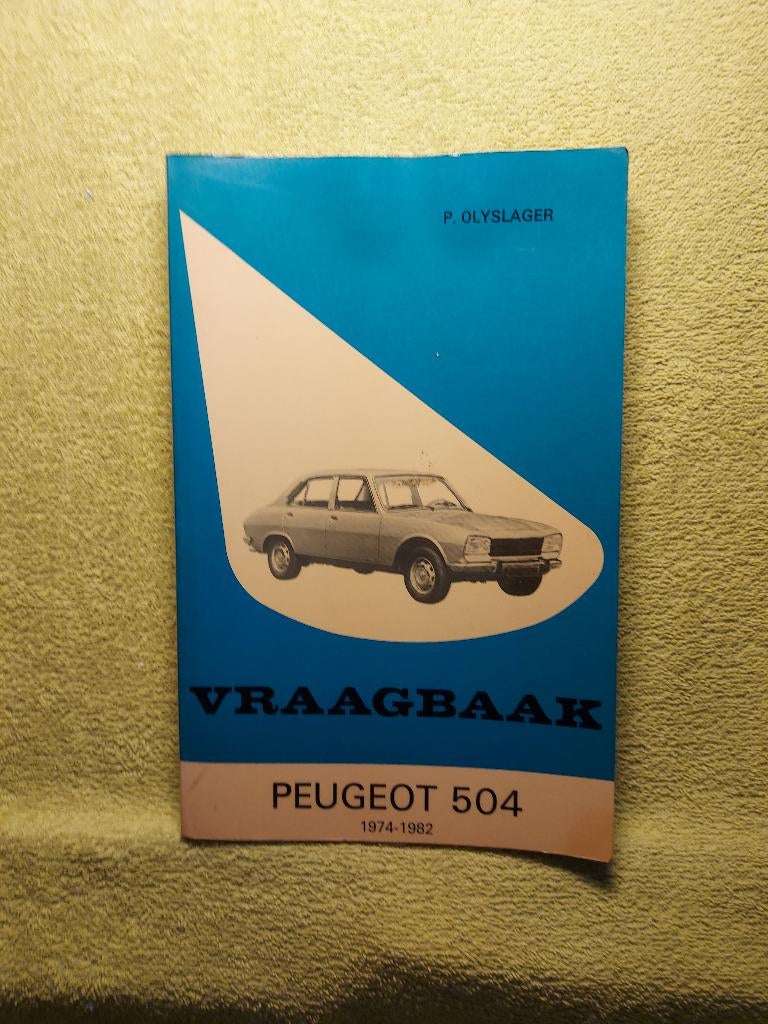 P. OLYSLAGER
VRAAGBAAK
PEUGEOT 504
1974-1982